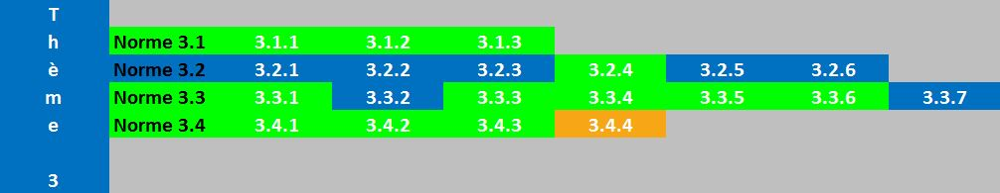 T
h Norme 3.1 3.1.1 3.1.2 3.1.3
è Norme 3.2 3.2.1 3.2.2 3.2.3 3.2.4 3.2.5 3.2.6
m Norme 3.3 3.3.1 3.3.2 3.3.3 3.3.4 3.3.5 3.3.6 3.3.7
e Norme 3.4 3.4.1 3.4.2 3.4.3 3.4.4
3